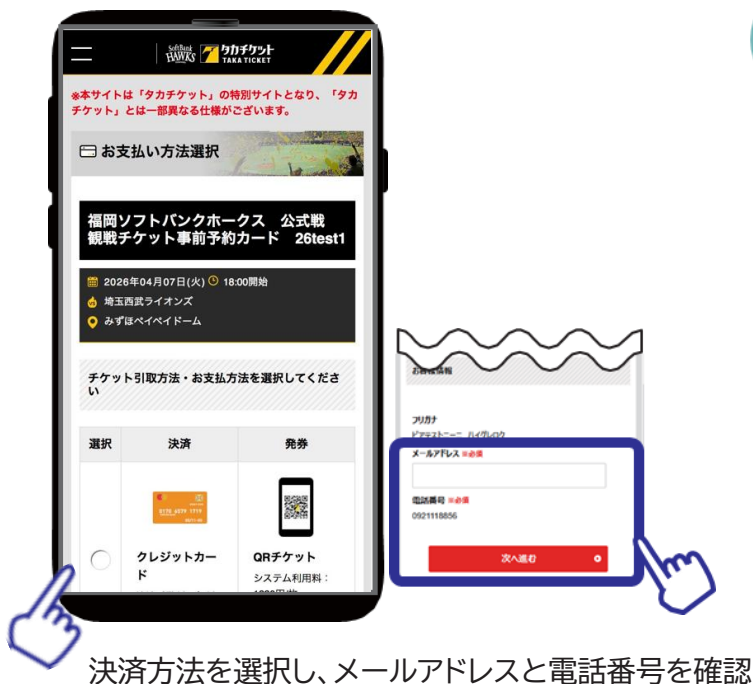 SoftBank HAWKS タカチケット TAKA TICKET
※本サイトは「タカチケット」の特別サイトとなり、「タカ
チケット」とは一部異なる仕様がございます。
お支払い方法選択
福岡ソフトバンクホークス 公式戦
観戦チケット事前予約カード 26test1
2026年04月07日(火) 18:00開始
VS 埼玉西武ライオンズ
みずほペイペイドーム
チケット引取方法・お支払方法を選択してくださ
い
選択 決済 発券
クレジットカー
ド
QRチケット
システム利用料：
お客様情報
フリガナ
メールアドレス ※必須
電話番号 ※必須
0921118856
次へ進む
決済方法を選択し、メールアドレスと電話番号を確認